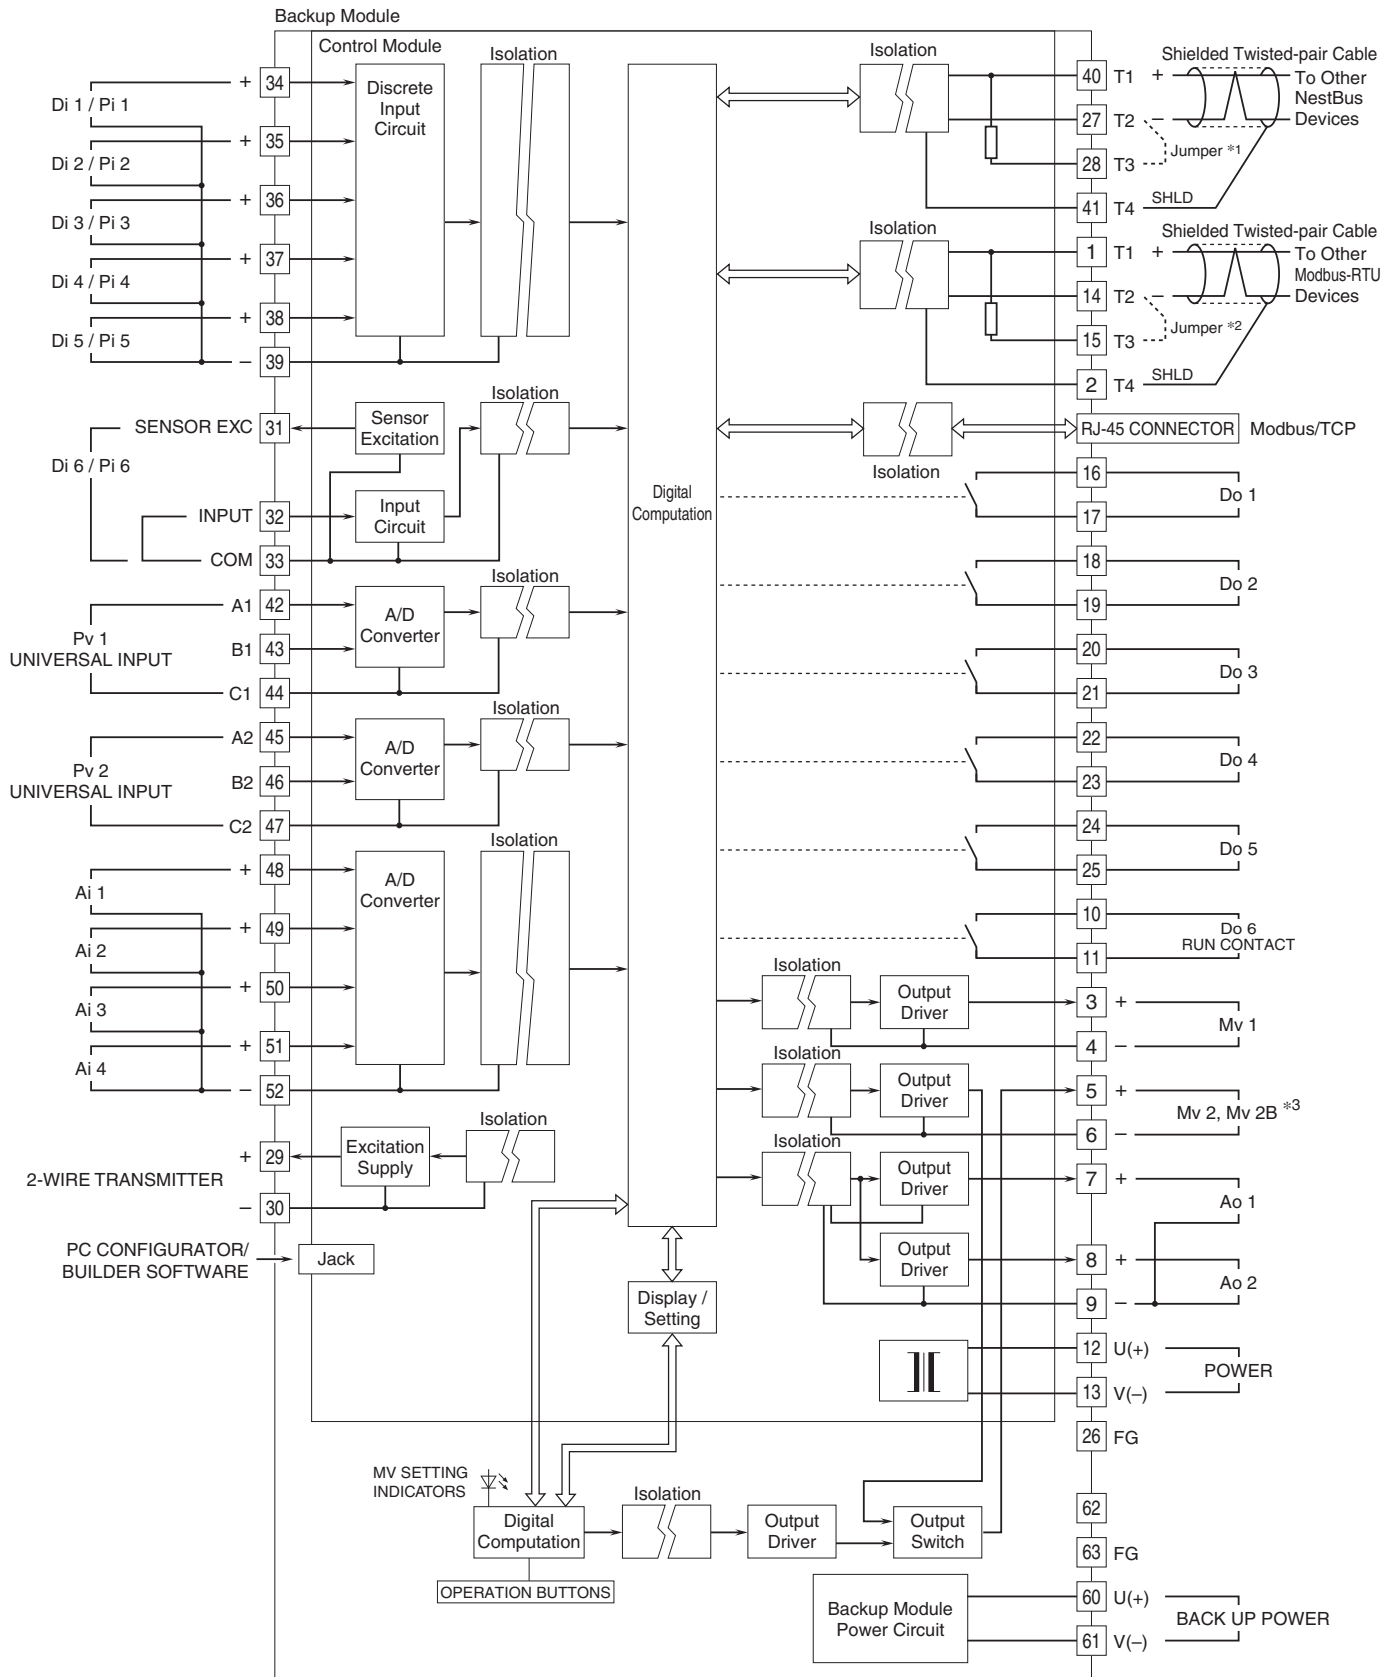 Backup Module
Control Module
Isolation
Discrete
Input
Circuit
Di 1 / Pi 1
+ 34
Di 2 / Pi 2
+ 35
Di 3 / Pi 3
+ 36
Di 4 / Pi 4
+ 37
Di 5 / Pi 5
+ 38
– 39
Isolation
SENSOR EXC 31
Sensor
Excitation
Di 6 / Pi 6
INPUT 32
Input
Circuit
COM 33
Isolation
A1 42
A/D
Converter
Pv 1
UNIVERSAL INPUT
B1 43
C1 44
Isolation
A2 45
A/D
Converter
Pv 2
UNIVERSAL INPUT
B2 46
C2 47
Isolation
+ 48
A/D
Converter
Ai 1
+ 49
Ai 2
+ 50
Ai 3
+ 51
Ai 4
– 52
Isolation
+ 29
Excitation
Supply
2-WIRE TRANSMITTER
– 30
PC CONFIGURATOR/
BUILDER SOFTWARE
Jack
Digital
Computation
Display /
Setting
Isolation
40 T1 +
27 T2 –
28 T3
41 T4 SHLD
Jumper *1
Shielded Twisted-pair Cable
To Other
NestBus
Devices
Isolation
1 T1 +
14 T2 –
15 T3
2 T4 SHLD
Jumper *2
Shielded Twisted-pair Cable
To Other
Modbus-RTU
Devices
Isolation
RJ-45 CONNECTOR Modbus/TCP
16
Do 1
17
18
Do 2
19
20
Do 3
21
22
Do 4
23
24
Do 5
25
10
Do 6
RUN CONTACT
11
Isolation
Output
Driver
3 +
Mv 1
4 –
Isolation
Output
Driver
5 +
Mv 2, Mv 2B *3
6 –
Isolation
Output
Driver
7 +
Ao 1
Output
Driver
8 +
Ao 2
9 –
12 U(+)
POWER
13 V(–)
26 FG
MV SETTING
INDICATORS
Digital
Computation
OPERATION BUTTONS
Isolation
Output
Driver
Output
Switch
62
63 FG
Backup Module
Power Circuit
60 U(+)
BACK UP POWER
61 V(–)